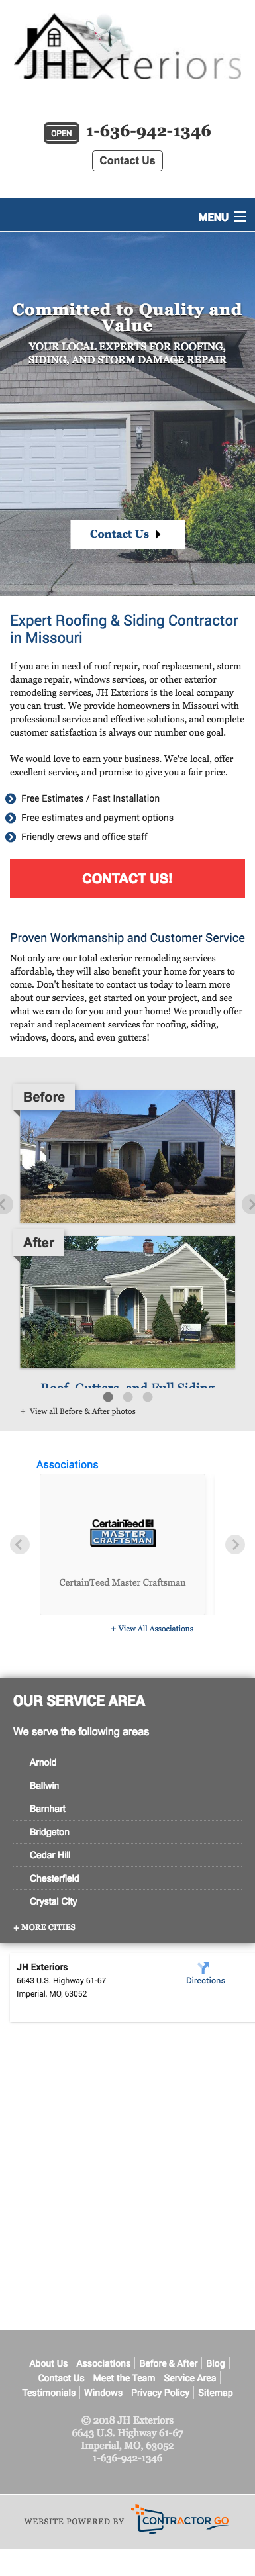 JHExteriors
OPEN 1-636-942-1346
Contact Us
MENU
Committed to Quality and
Value
YOUR LOCAL EXPERTS FOR ROOFING,
SIDING, AND STORM DAMAGE REPAIR
Contact Us
Expert Roofing & Siding Contractor
in Missouri
If you are in need of roof repair, roof replacement, storm
damage repair, windows services, or other exterior
remodeling services, JH Exteriors is the local company
you can trust. We provide homeowners in Missouri with
professional service and effective solutions, and complete
customer satisfaction is always our number one goal.
We would love to earn your business. We're local, offer
excellent service, and promise to give you a fair price.
Free Estimates / Fast Installation
Free estimates and payment options
Friendly crews and office staff
CONTACT US!
Proven Workmanship and Customer Service
Not only are our total exterior remodeling services
affordable, they will also benefit your home for years to
come. Don't hesitate to contact us today to learn more
about our services, get started on your project, and see
what we can do for you and your home! We proudly offer
repair and replacement services for roofing, siding,
windows, doors, and even gutters!
Before
After
Roof, Gutters, and Full Siding
+ View all Before & After photos
Associations
CertainTeed
MASTER
CRAFTSMAN
CertainTeed Master Craftsman
+ View All Associations
OUR SERVICE AREA
We serve the following areas
Arnold
Ballwin
Barnhart
Bridgeton
Cedar Hill
Chesterfield
Crystal City
+ MORE CITIES
JH Exteriors
6643 U.S. Highway 61-67
Imperial, MO, 63052
Directions
About Us | Associations | Before & After | Blog |
Contact Us | Meet the Team | Service Area |
Testimonials | Windows | Privacy Policy | Sitemap
© 2018 JH Exteriors
6643 U.S. Highway 61-67
Imperial, MO, 63052
1-636-942-1346
WEBSITE POWERED BY CONTRACTOR GO